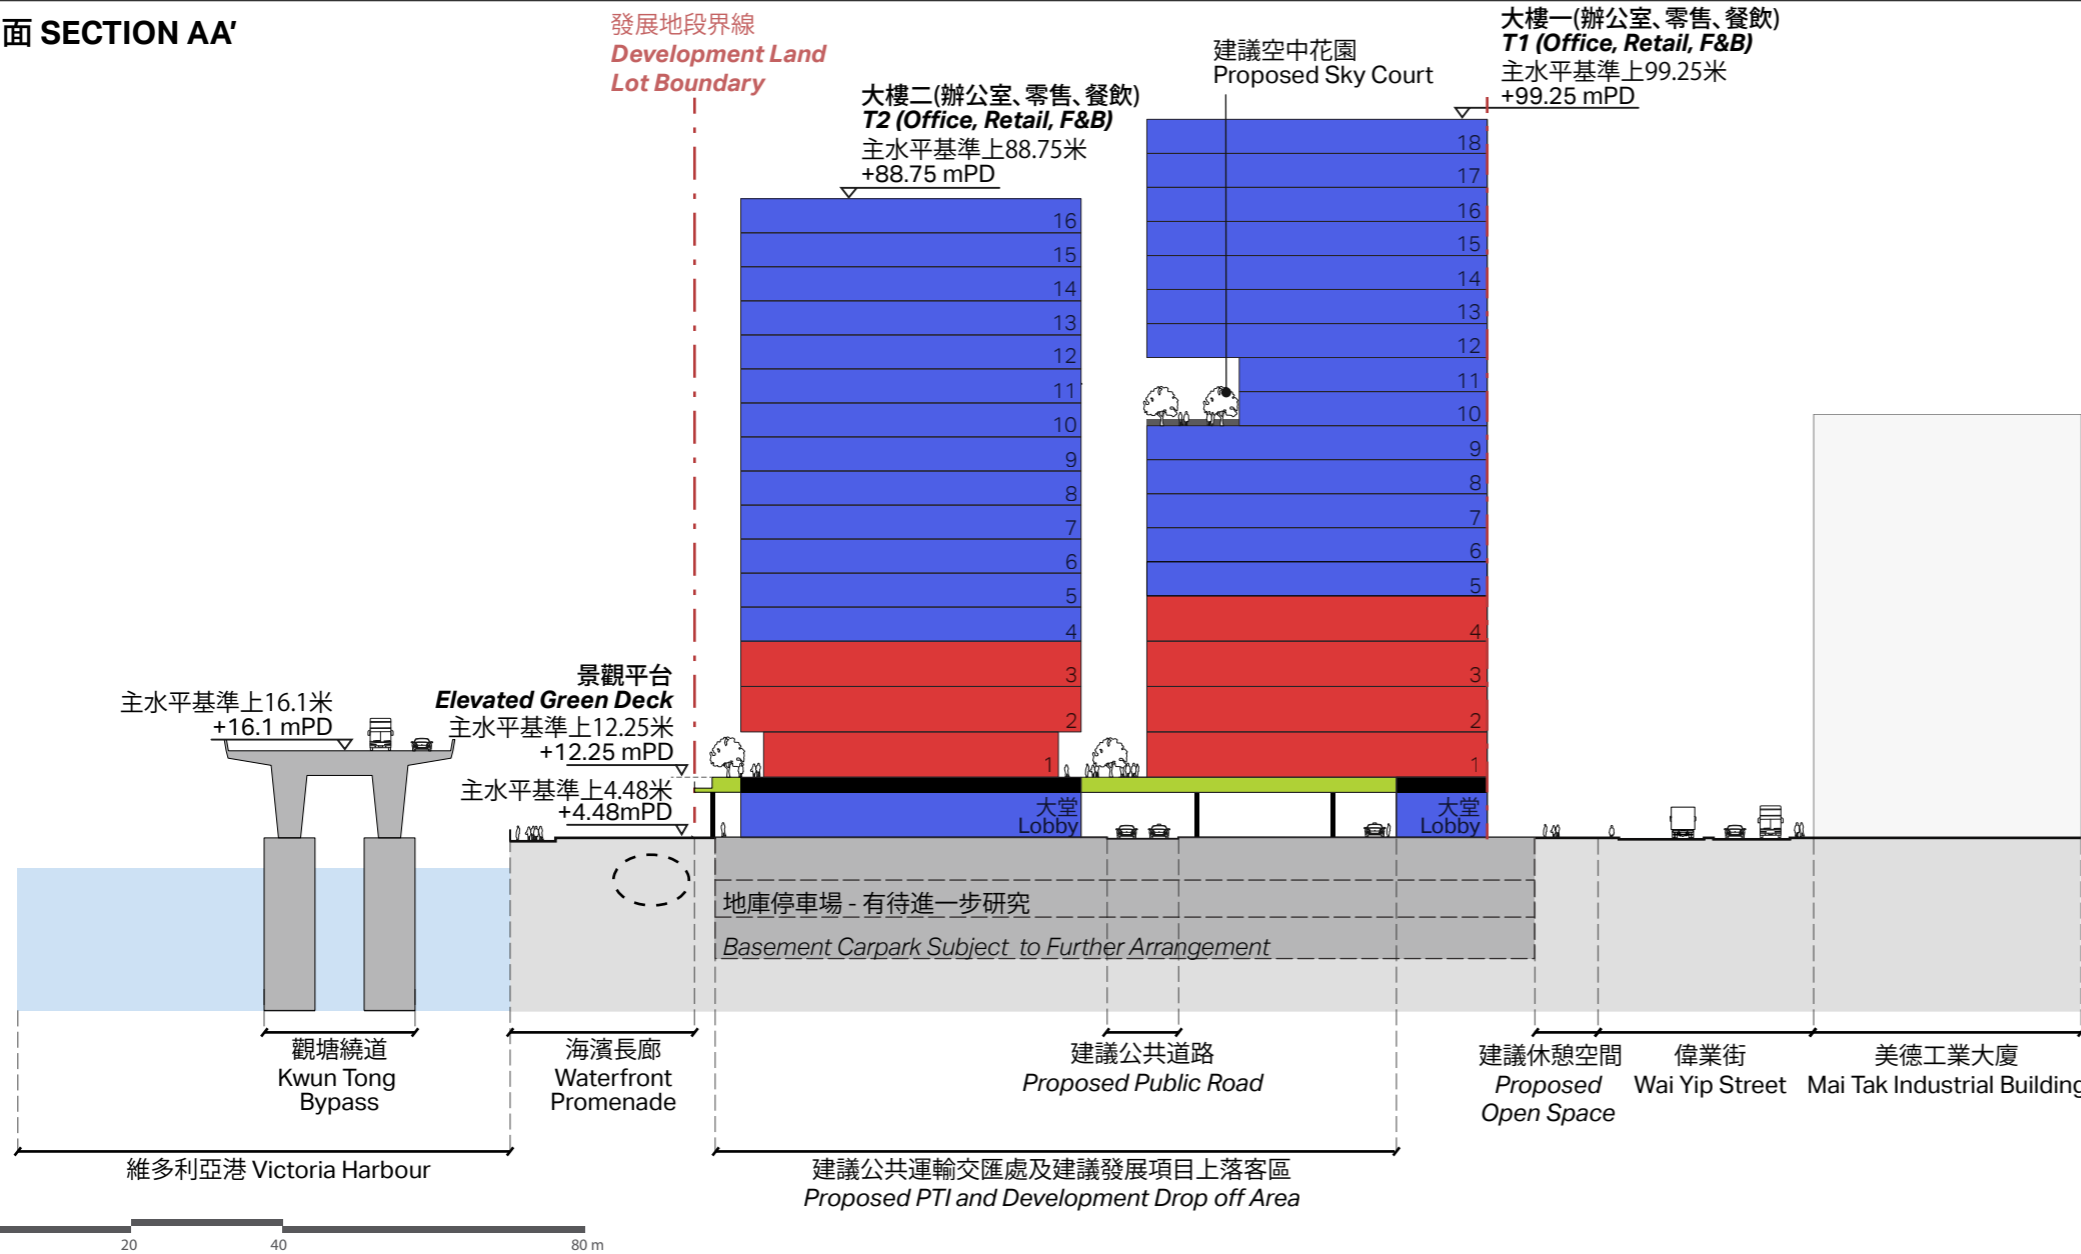 面 SECTION AA'
發展地段界線
Development Land
Lot Boundary
大樓二(辦公室、零售、餐飲)
T2 (Office, Retail, F&B)
主水平基準上88.75米
+88.75 mPD
建議空中花園
Proposed Sky Court
大樓一(辦公室、零售、餐飲)
T1 (Office, Retail, F&B)
主水平基準上99.25米
+99.25 mPD
16
15
14
13
12
11
10
9
8
7
6
5
4
3
2
1
大堂
Lobby
18
17
16
15
14
13
12
11
10
9
8
7
6
5
4
3
2
1
大堂
Lobby
主水平基準上16.1米
+16.1 mPD
景觀平台
Elevated Green Deck
主水平基準上12.25米
+12.25 mPD
主水平基準上4.48米
+4.48mPD
地庫停車場 - 有待進一步研究
Basement Carpark Subject to Further Arrangement
觀塘繞道
Kwun Tong
Bypass
海濱長廊
Waterfront
Promenade
建議公共道路
Proposed Public Road
建議休憩空間
Proposed
Open Space
偉業街
Wai Yip Street
美德工業大廈
Mai Tak Industrial Building
維多利亞港 Victoria Harbour
建議公共運輸交匯處及建議發展項目上落客區
Proposed PTI and Development Drop off Area
20
40
80 m